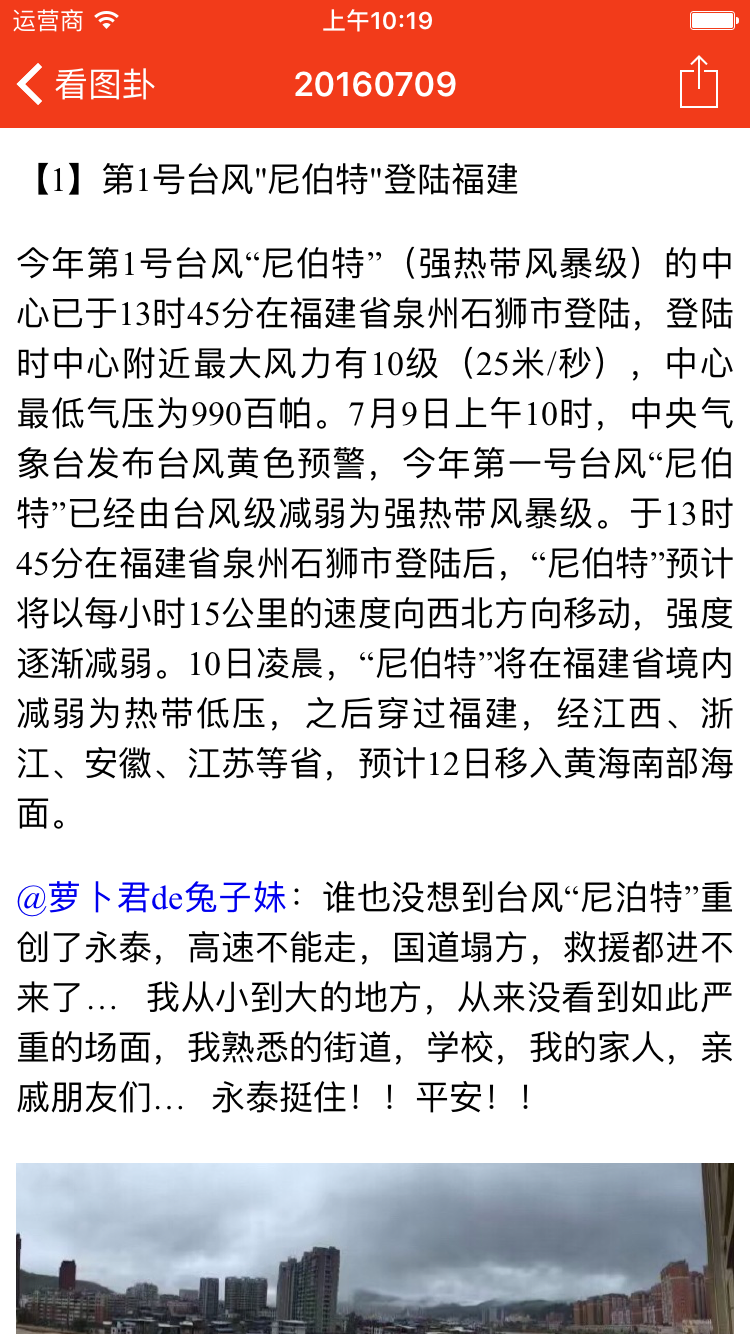 运营商
上午10:19
看图卦
20160709
【1】第1号台风"尼伯特"登陆福建
今年第1号台风“尼伯特”（强热带风暴级）的中
心已于13时45分在福建省泉州石狮市登陆，登陆
时中心附近最大风力有10级（25米/秒），中心
最低气压为990百帕。7月9日上午10时，中央气
象台发布台风黄色预警，今年第一号台风“尼伯
特”已经由台风级减弱为强热带风暴级。于13时
45分在福建省泉州石狮市登陆后，“尼伯特”预计
将以每小时15公里的速度向西北方向移动，强度
逐渐减弱。10日凌晨，“尼伯特”将在福建省境内
减弱为热带低压，之后穿过福建，经江西、浙
江、安徽、江苏等省，预计12日移入黄海南部海
面。
@萝卜君de兔子妹：谁也没想到台风“尼泊特”重
创了永泰，高速不能走，国道塌方，救援都进不
来了… 我从小到大的地方，从来没看到如此严
重的场面，我熟悉的街道，学校，我的家人，亲
戚朋友们… 永泰挺住！！平安！！